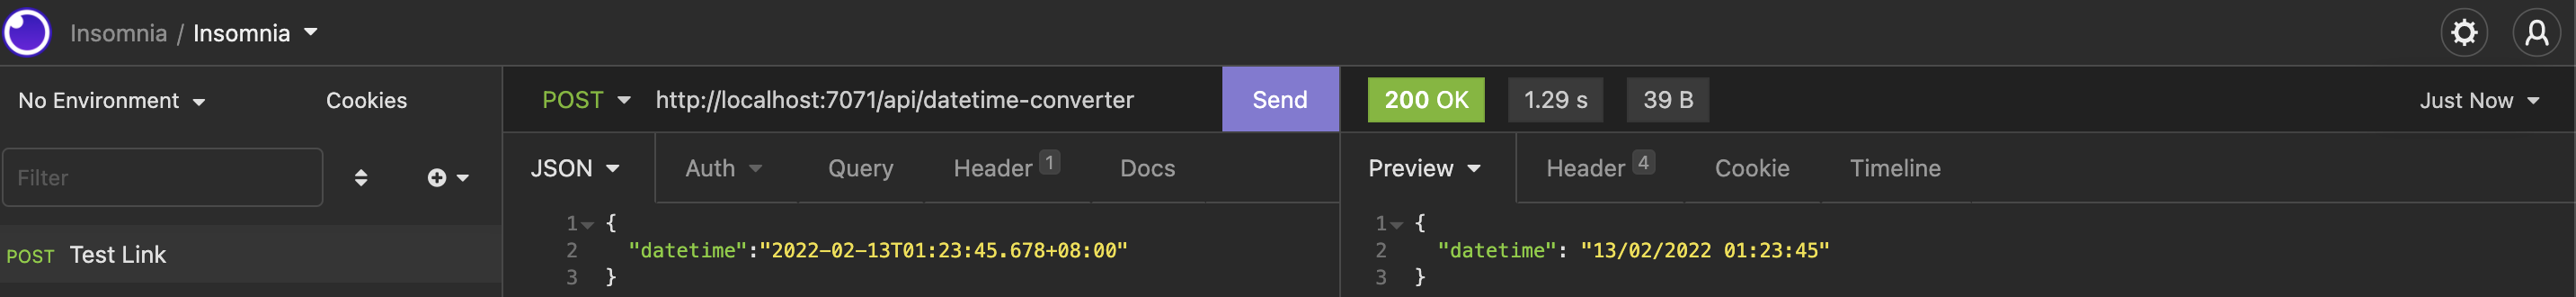 Insomnia / Insomnia
No Environment Cookies POST http://localhost:7071/api/datetime-converter Send 200 OK 1.29 s 39 B Just Now
Filter JSON Auth Query Header 1 Docs Preview Header 4 Cookie Timeline
POST Test Link
1 {
2 "datetime":"2022-02-13T01:23:45.678+08:00"
3 }
1 {
2 "datetime": "13/02/2022 01:23:45"
3 }